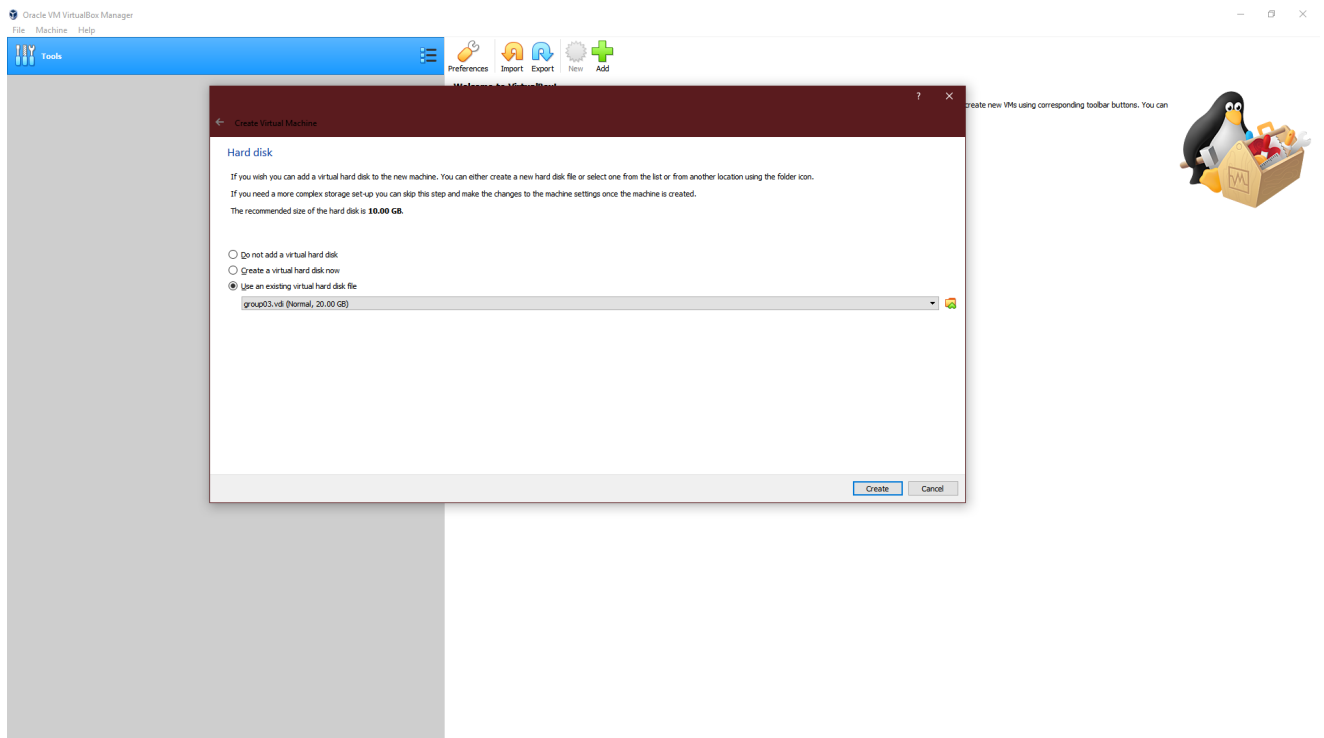 Oracle VM VirtualBox Manager
File Machine Help
Tools
Preferences Import Export New Add
Welcome to VirtualBox!
create new VMs using corresponding toolbar buttons. You can
?
Create Virtual Machine
Hard disk
If you wish you can add a virtual hard disk to the new machine. You can either create a new hard disk file or select one from the list or from another location using the folder icon.
If you need a more complex storage set-up you can skip this step and make the changes to the machine settings once the machine is created.
The recommended size of the hard disk is 10.00 GB.
Do not add a virtual hard disk
Create a virtual hard disk now
Use an existing virtual hard disk file
group03.vdi (Normal, 20.00 GB)
Create Cancel